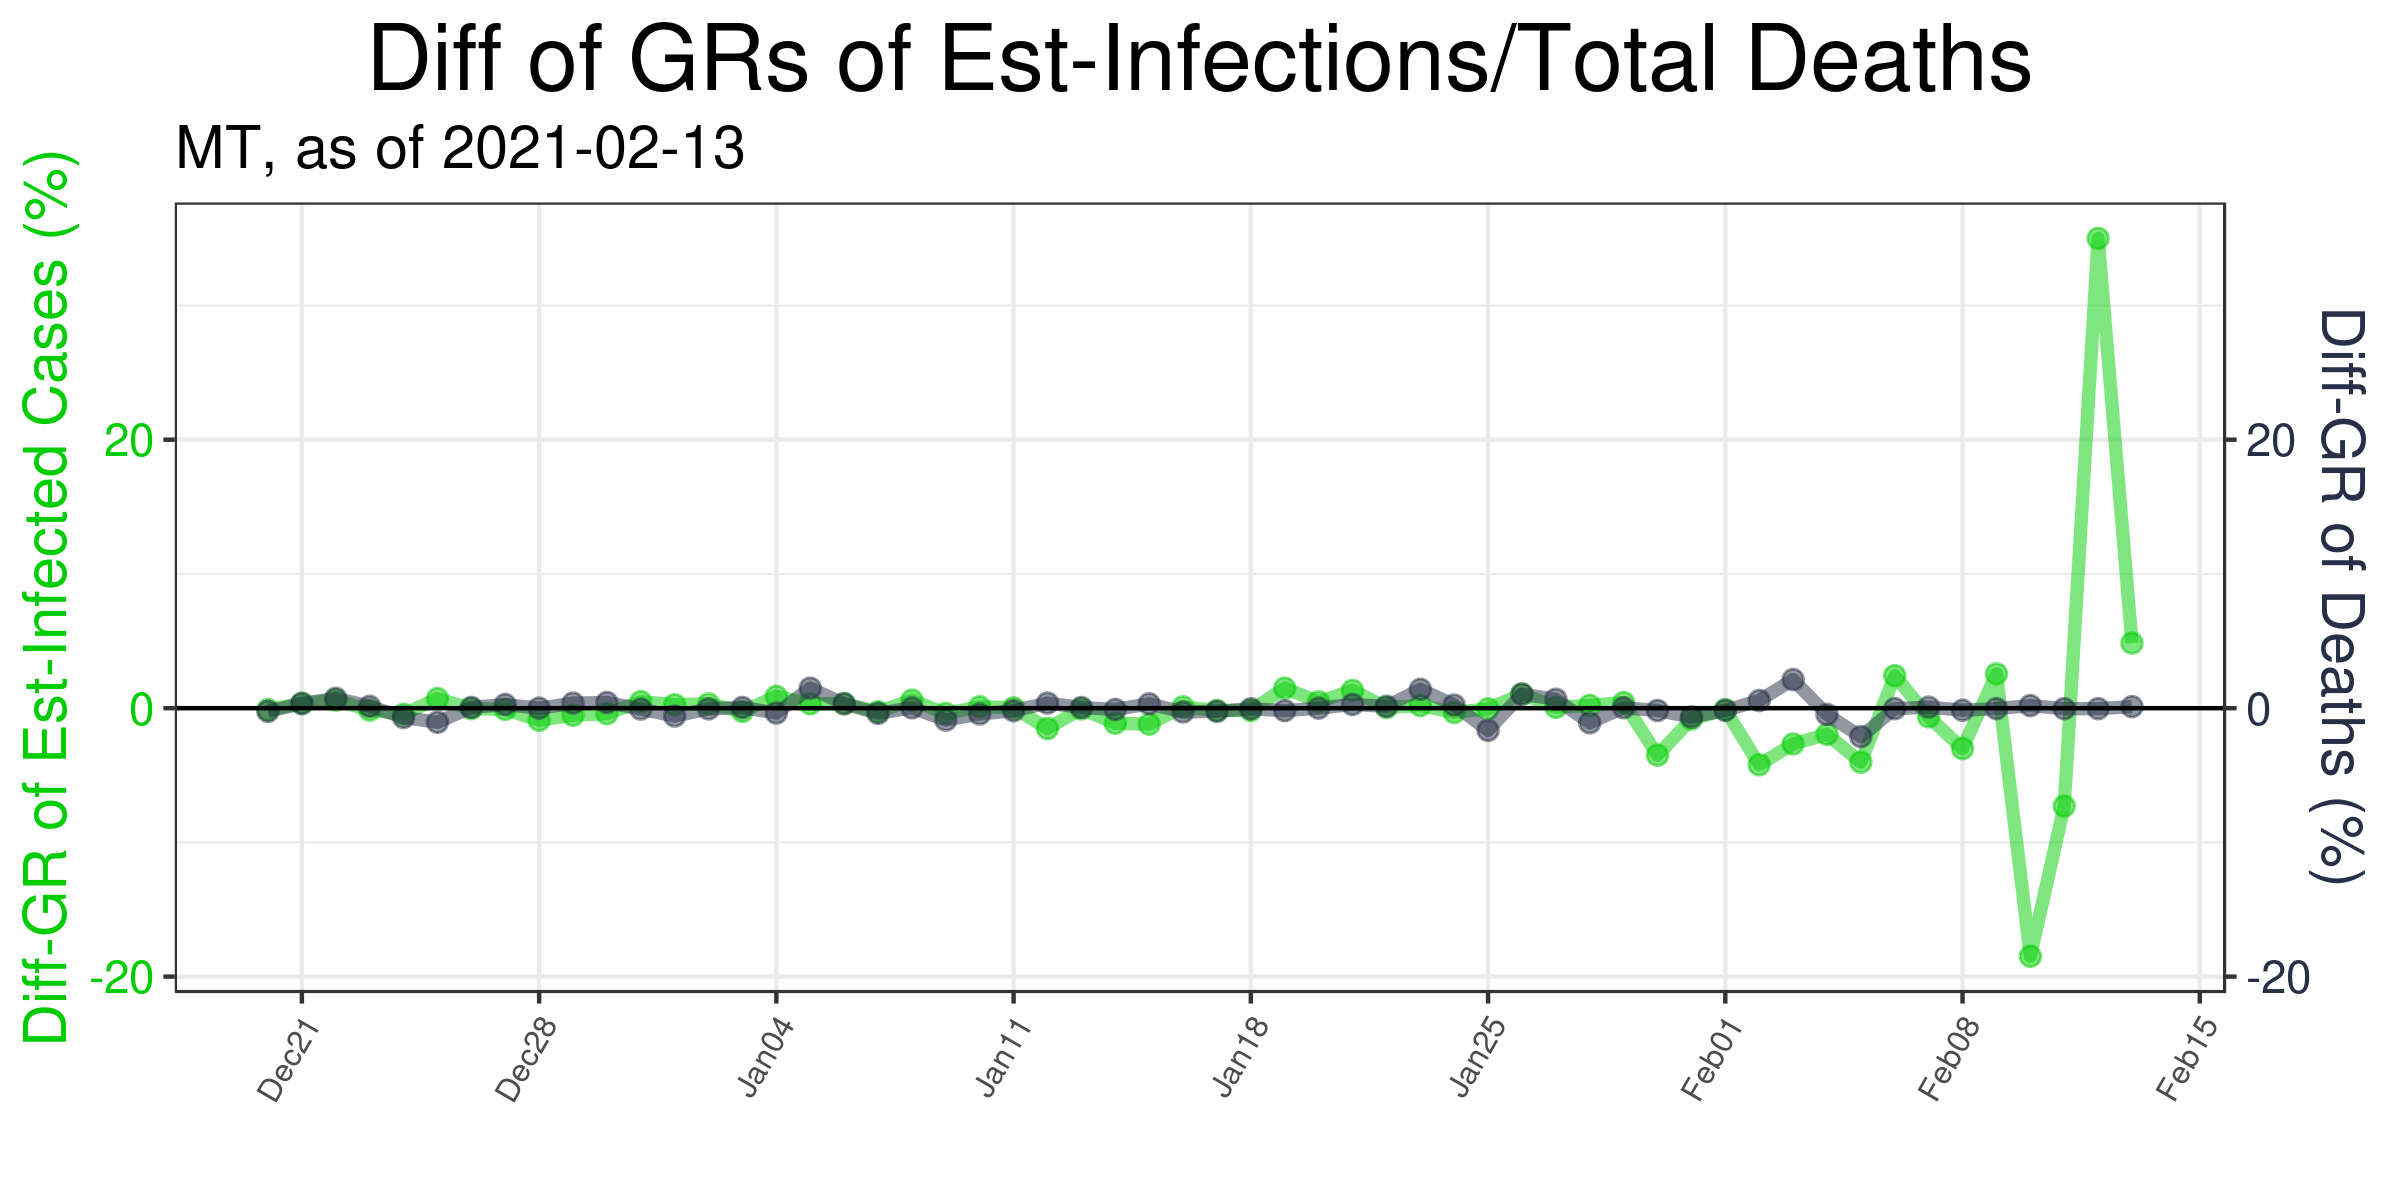 Diff of GRs of Est-Infections/Total Deaths
MT, as of 2021-02-13
Diff-GR of Est-Infected Cases (%)
20
0
-20
20
0
-20
Diff-GR of Deaths (%)
Dec21
Dec28
Jan04
Jan11
Jan18
Jan25
Feb01
Feb08
Feb15